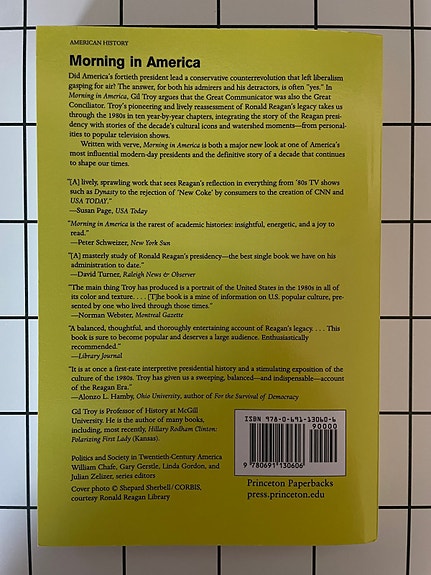 AMERICAN HISTORY
Morning in America
Did America's fortieth president lead a conservative counterrevolution that left liberalism
gasping for air? The answer, for both his admirers and his detractors, is often "yes." In
Morning in America, Gil Troy argues that the Great Communicator was also the Great
Conciliator. Troy's pioneering and lively reassessment of Ronald Reagan's legacy takes us
through the 1980s in ten year-by-year chapters, integrating the story of the Reagan presi-
dency with stories of the decade's cultural icons and watershed moments—from personal-
ities to popular television shows.
Written with verve, Morning in America is both a major new look at one of America's
most influential modern-day presidents and the definitive story of a decade that continues
to shape our times.
"[A] lively, sprawling work that sees Reagan's reflection in everything from '80s TV shows
such as Dynasty to the rejection of 'New Coke' by consumers to the creation of CNN and
USA TODAY."
—Susan Page, USA Today
"Morning in America is the rarest of academic histories: insightful, energetic, and a joy to
read."
—Peter Schweizer, New York Sun
"[A] masterly study of Ronald Reagan's presidency—the best single book we have on his
administration to date."
—David Turner, Raleigh News & Observer
"The main thing Troy has produced is a portrait of the United States in the 1980s in all of
its color and texture. . . . [T]he book is a mine of information on U.S. popular culture, pre-
sented by one who lived through those times."
—Norman Webster, Montreal Gazette
"A balanced, thoughtful, and thoroughly entertaining account of Reagan's legacy. . . . This
book is sure to become popular and deserves a large audience. Enthusiastically
recommended."
—Library Journal
"It is at once a first-rate interpretive presidential history and a stimulating exposition of the
culture of the 1980s. Troy has given us a sweeping, balanced—and indispensable—account
of the Reagan Era."
—Alonzo L. Hamby, Ohio University, author of For the Survival of Democracy
Gil Troy is Professor of History at McGill
University. He is the author of many books,
including, most recently, Hillary Rodham Clinton:
Polarizing First Lady (Kansas).
Politics and Society in Twentieth-Century America
William Chafe, Gary Gerstle, Linda Gordon, and
Julian Zelizer, series editors
Cover photo © Shepard Sherbell/CORBIS,
courtesy Ronald Reagan Library
ISBN 978-0-691-13060-6
90000
9 780691 130606
Princeton Paperbacks
press.princeton.edu